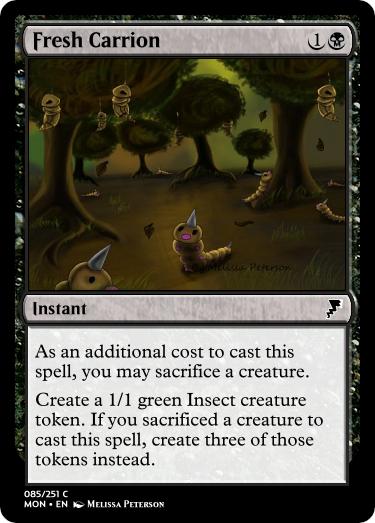 Fresh Carrion 1
© Melissa Peterson
Instant
As an additional cost to cast this
spell, you may sacrifice a creature.
Create a 1/1 green Insect creature
token. If you sacrificed a creature to
cast this spell, create three of those
tokens instead.
085/251 C
MON • EN Melissa Peterson